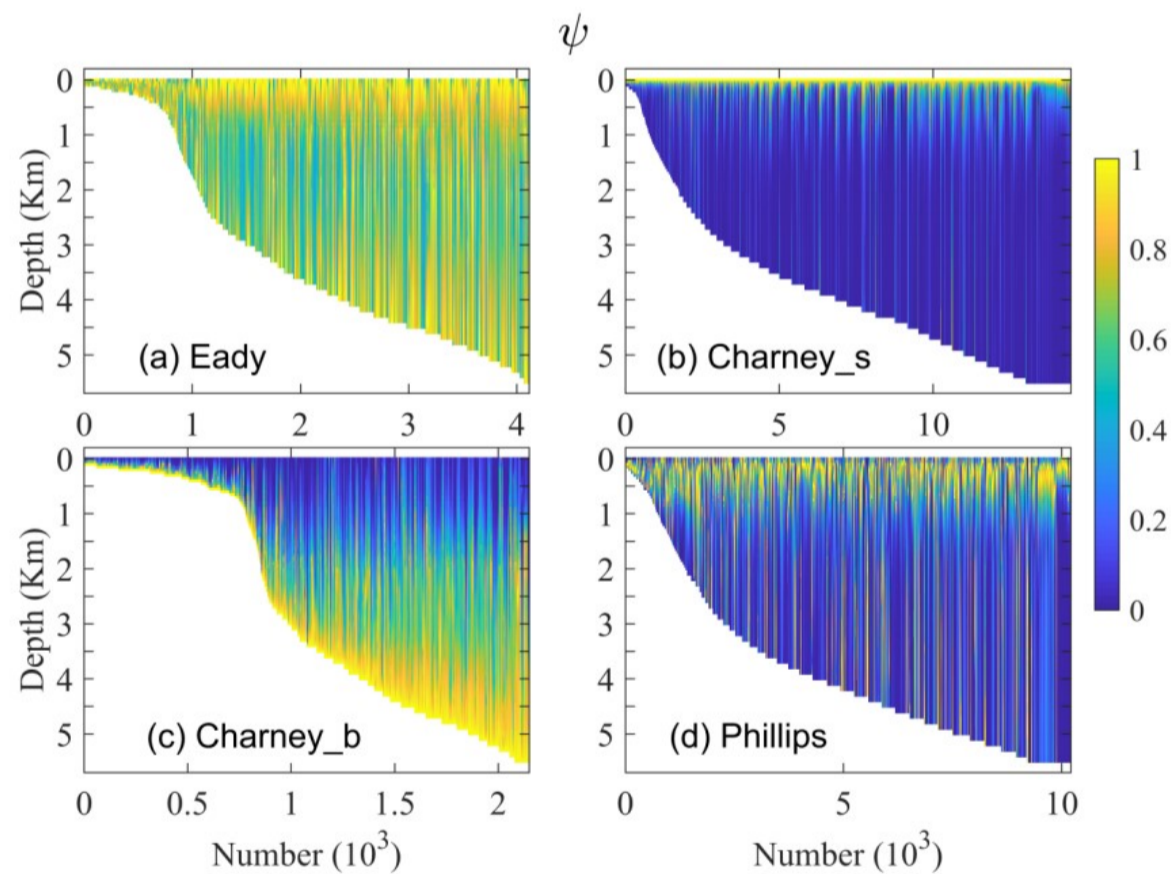 ψ
0
1
2
3
4
5
Depth (Km)
(a) Eady
0 1 2 3 4
0
1
2
3
4
5
(b) Charney_s
0 5 10
0
1
2
3
4
5
Depth (Km)
(c) Charney_b
0 0.5 1 1.5 2
Number (10³)
0
1
2
3
4
5
(d) Phillips
0 5 10
Number (10³)
1
0.8
0.6
0.4
0.2
0